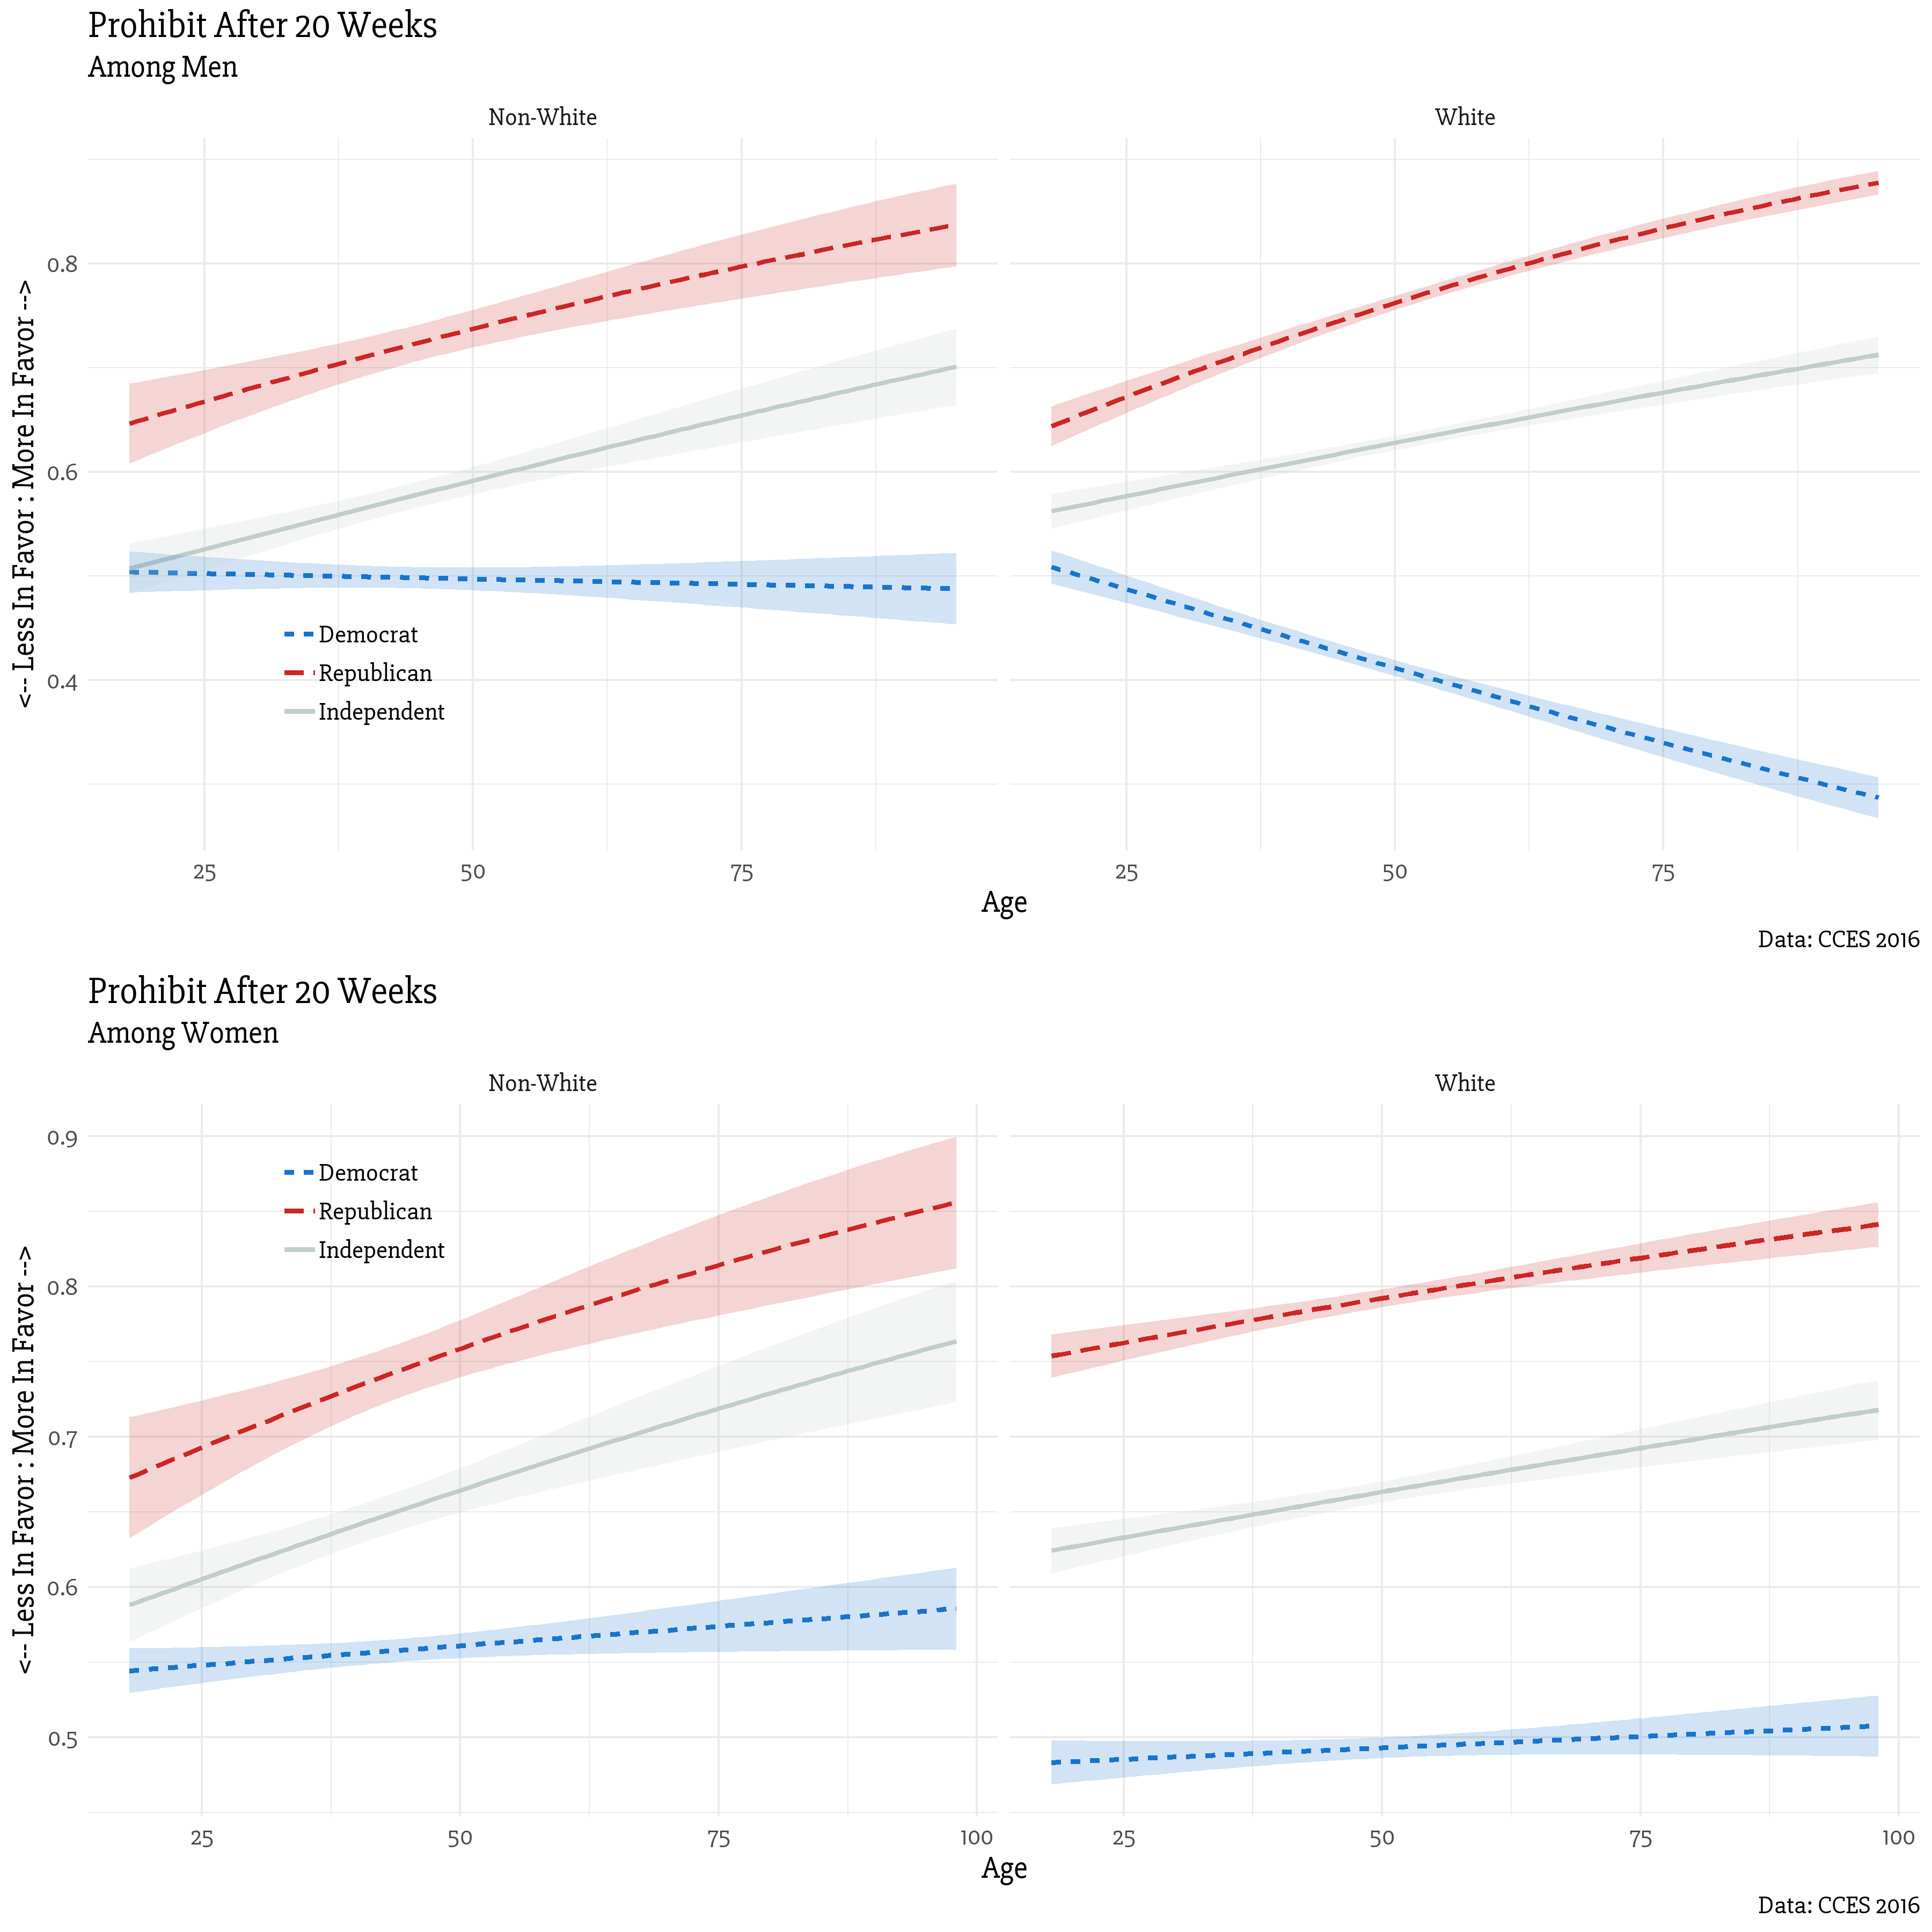 Prohibit After 20 Weeks
Among Men
Non-White
White
<-- Less In Favor : More In Favor -->
0.8
0.6
0.4
Democrat
Republican
Independent
25
50
75
25
50
75
Age
Data: CCES 2016
Prohibit After 20 Weeks
Among Women
Non-White
White
<-- Less In Favor : More In Favor -->
0.9
0.8
0.7
0.6
0.5
Democrat
Republican
Independent
25
50
75
100
25
50
75
100
Age
Data: CCES 2016